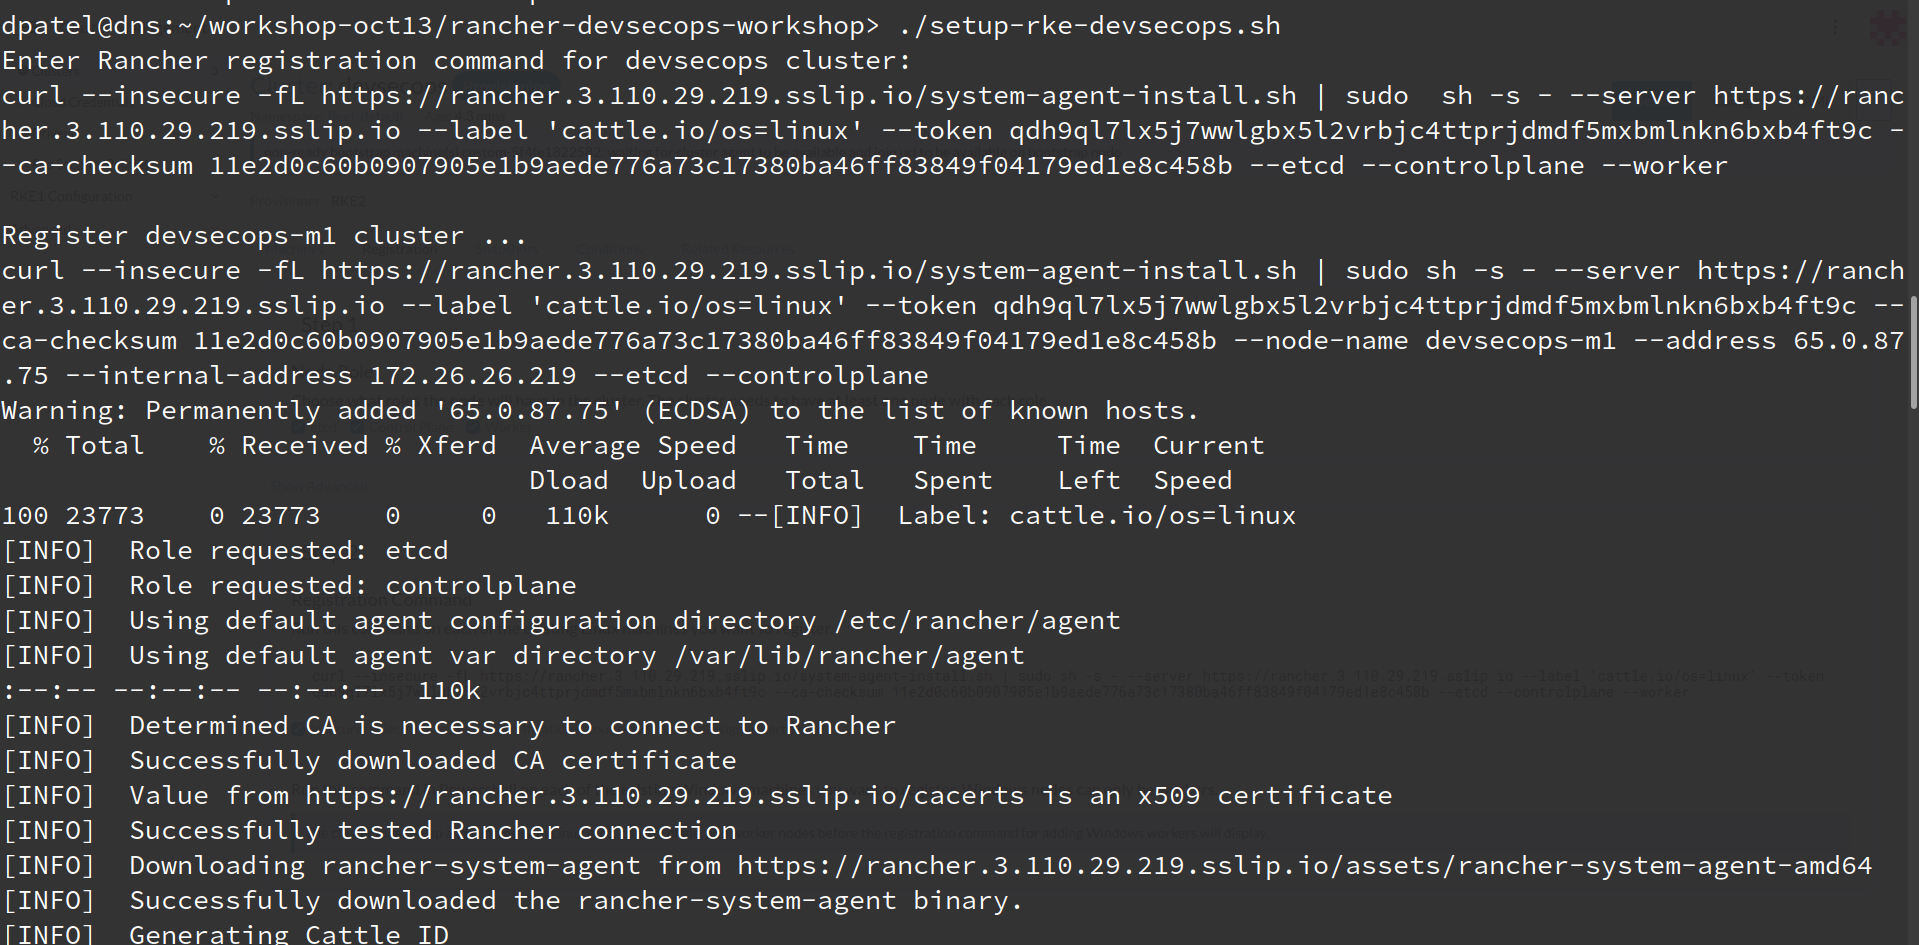 dpatel@dns:~/workshop-oct13/rancher-devsecops-workshop> ./setup-rke-devsecops.sh
Enter Rancher registration command for devsecops cluster:
curl --insecure -fL https://rancher.3.110.29.219.sslip.io/system-agent-install.sh | sudo  sh -s - --server https://ranc
her.3.110.29.219.sslip.io --label 'cattle.io/os=linux' --token qdh9ql7lx5j7wwlgbx5l2vrbjc4ttprjdmdf5mxbmlnkn6bxb4ft9c -
-ca-checksum 11e2d0c60b0907905e1b9aede776a73c17380ba46ff83849f04179ed1e8c458b --etcd --controlplane --worker
Register devsecops-m1 cluster ...
curl --insecure -fL https://rancher.3.110.29.219.sslip.io/system-agent-install.sh | sudo sh -s - --server https://ranch
er.3.110.29.219.sslip.io --label 'cattle.io/os=linux' --token qdh9ql7lx5j7wwlgbx5l2vrbjc4ttprjdmdf5mxbmlnkn6bxb4ft9c --
ca-checksum 11e2d0c60b0907905e1b9aede776a73c17380ba46ff83849f04179ed1e8c458b --node-name devsecops-m1 --address 65.0.87
.75 --internal-address 172.26.26.219 --etcd --controlplane
Warning: Permanently added '65.0.87.75' (ECDSA) to the list of known hosts.
  % Total    % Received % Xferd  Average Speed   Time    Time     Time  Current
                                 Dload  Upload   Total   Spent    Left  Speed
100 23773    0 23773    0     0   110k      0 --[INFO]  Label: cattle.io/os=linux
[INFO]  Role requested: etcd
[INFO]  Role requested: controlplane
[INFO]  Using default agent configuration directory /etc/rancher/agent
[INFO]  Using default agent var directory /var/lib/rancher/agent
:--:-- --:--:-- --:--:--  110k
[INFO]  Determined CA is necessary to connect to Rancher
[INFO]  Successfully downloaded CA certificate
[INFO]  Value from https://rancher.3.110.29.219.sslip.io/cacerts is an x509 certificate
[INFO]  Successfully tested Rancher connection
[INFO]  Downloading rancher-system-agent from https://rancher.3.110.29.219.sslip.io/assets/rancher-system-agent-amd64
[INFO]  Successfully downloaded the rancher-system-agent binary.
[INFO]  Generating Cattle ID